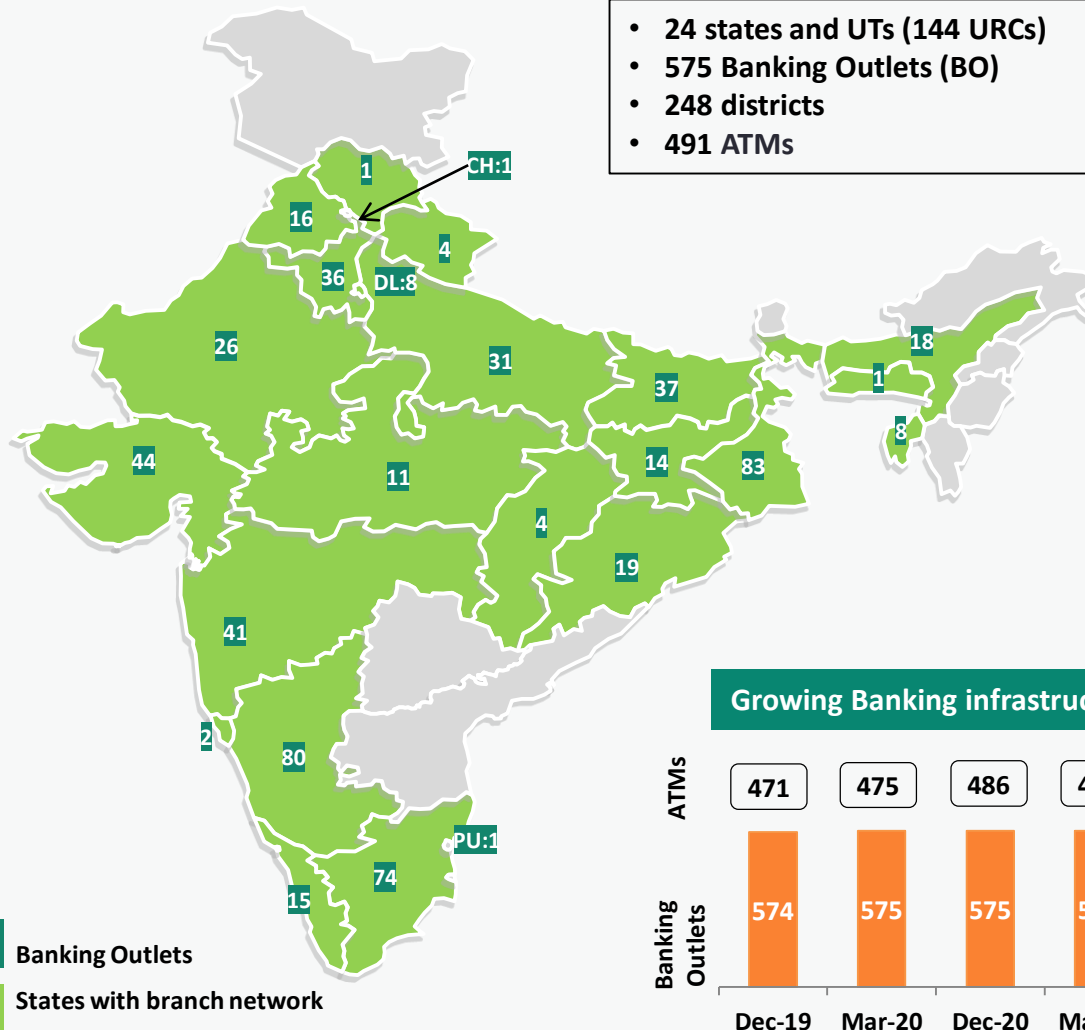 • 24 states and UTs (144 URCs)
• 575 Banking Outlets (BO)
• 248 districts
• 491 ATMs
1
CH:1
16
4
36
DL:8
26
31
18
37
1
8
44
11
14
83
4
19
41
2
80
PU:1
74
15
Banking Outlets
States with branch network
Growing Banking
ATMs
471
475
486
Banking
Outlets
574
575
575
Dec-19
Mar-20
Dec-20